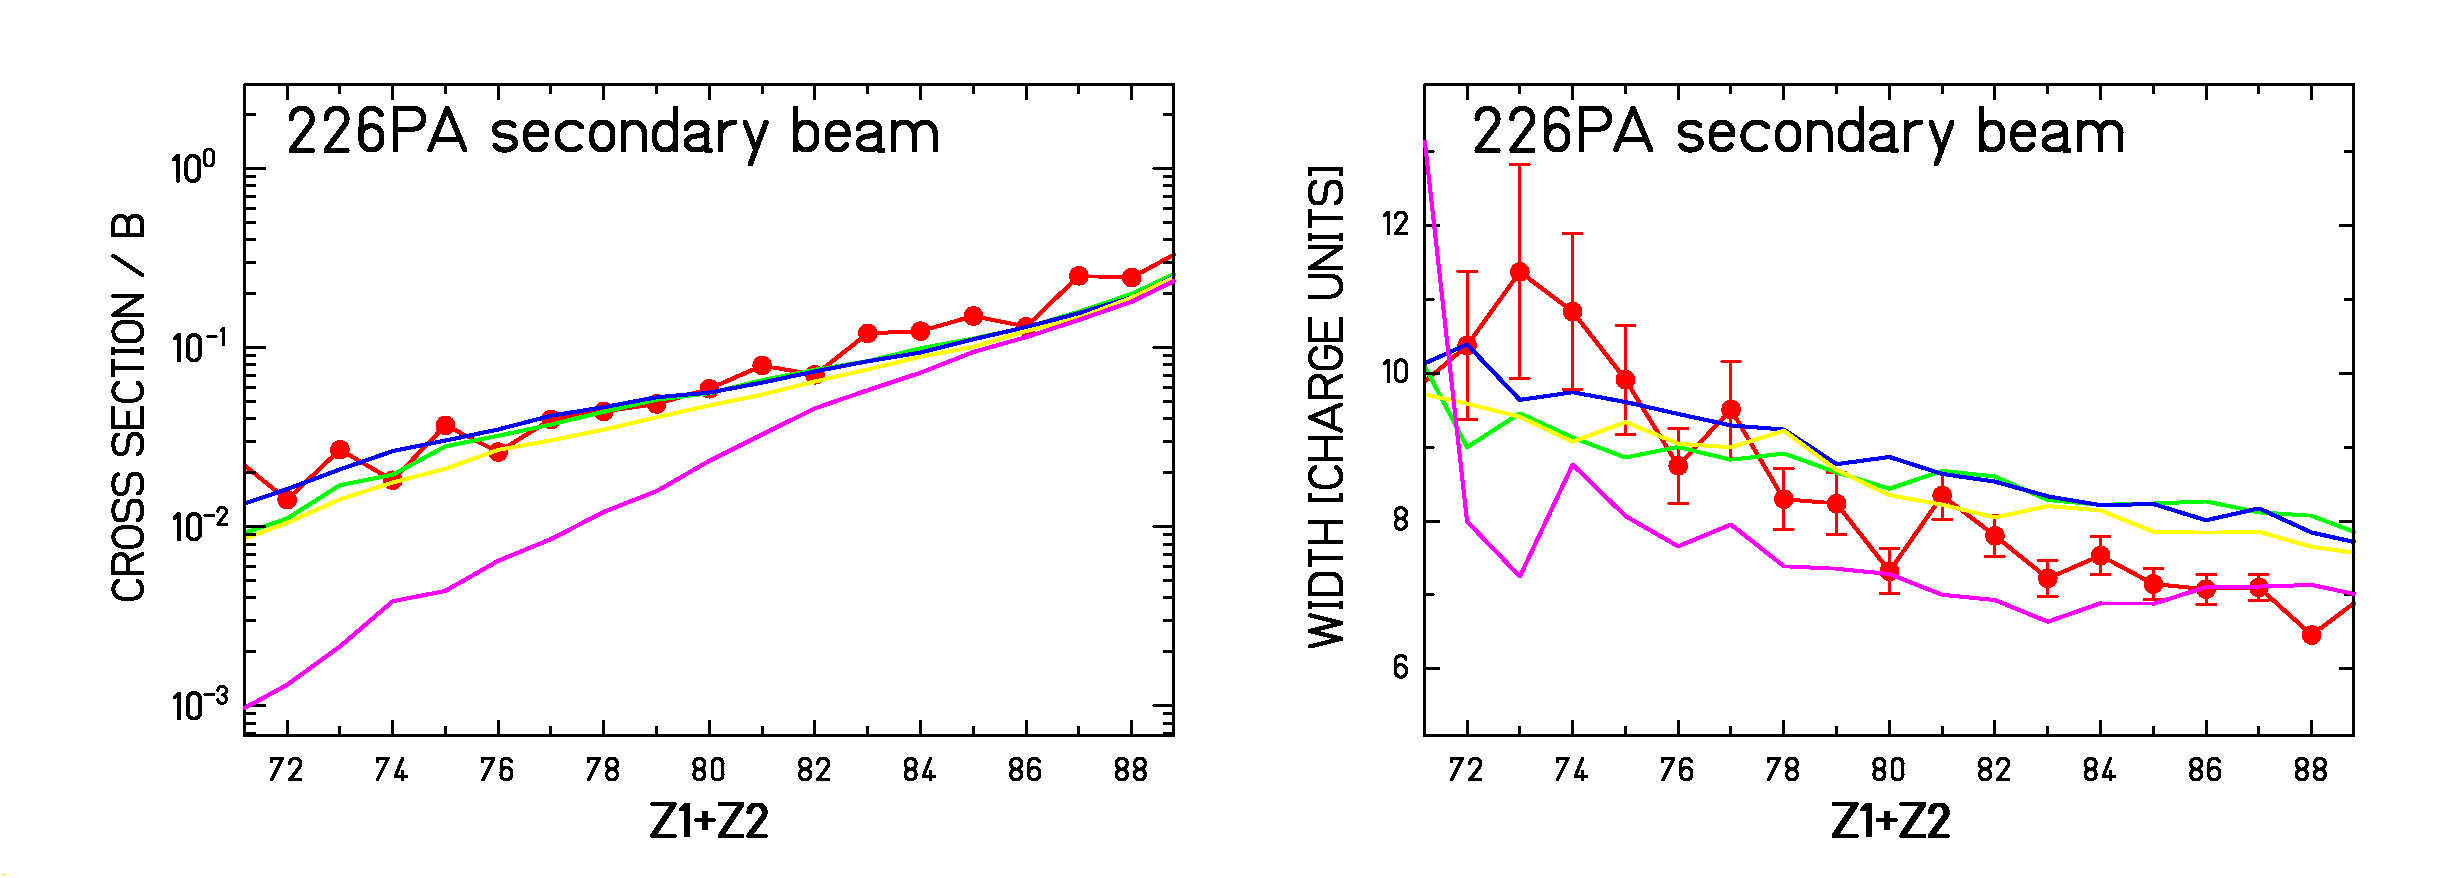 226PA secondary beam
CROSS SECTION / B
10⁰
10⁻¹
10⁻²
10⁻³
72 74 76 78 80 82 84 86 88
Z1+Z2
226PA secondary beam
WIDTH [CHARGE UNITS]
12
10
8
6
72 74 76 78 80 82 84 86 88
Z1+Z2